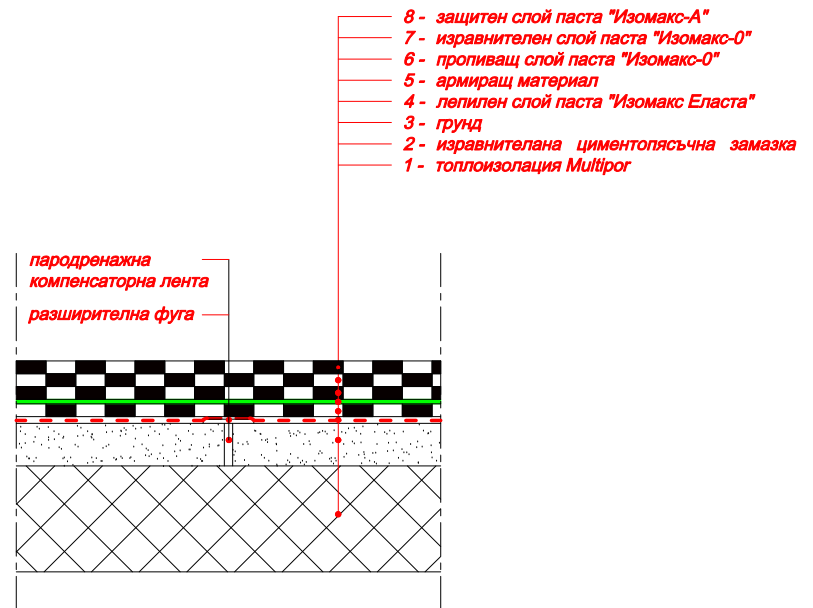 8 - защитен слой паста "Изомакс-А"
7 - изравнителен слой паста "Изомакс-0"
6 - пропиващ слой паста "Изомакс-0"
5 - армиращ материал
4 - лепилен слой паста "Изомакс Еласта"
3 - грунд
2 - изравнителана циментопясъчна замазка
1 - топлоизолация Multipor
пародренажна
компенсаторна лента
разширителна фуга